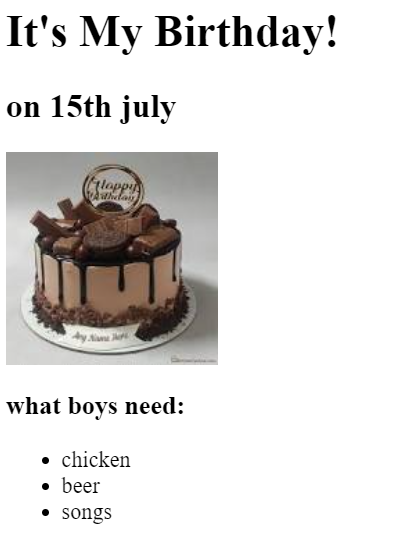 It's My Birthday!
on 15th july
Happy
Birthday
Any Name Here
what boys need:
chicken
beer
songs